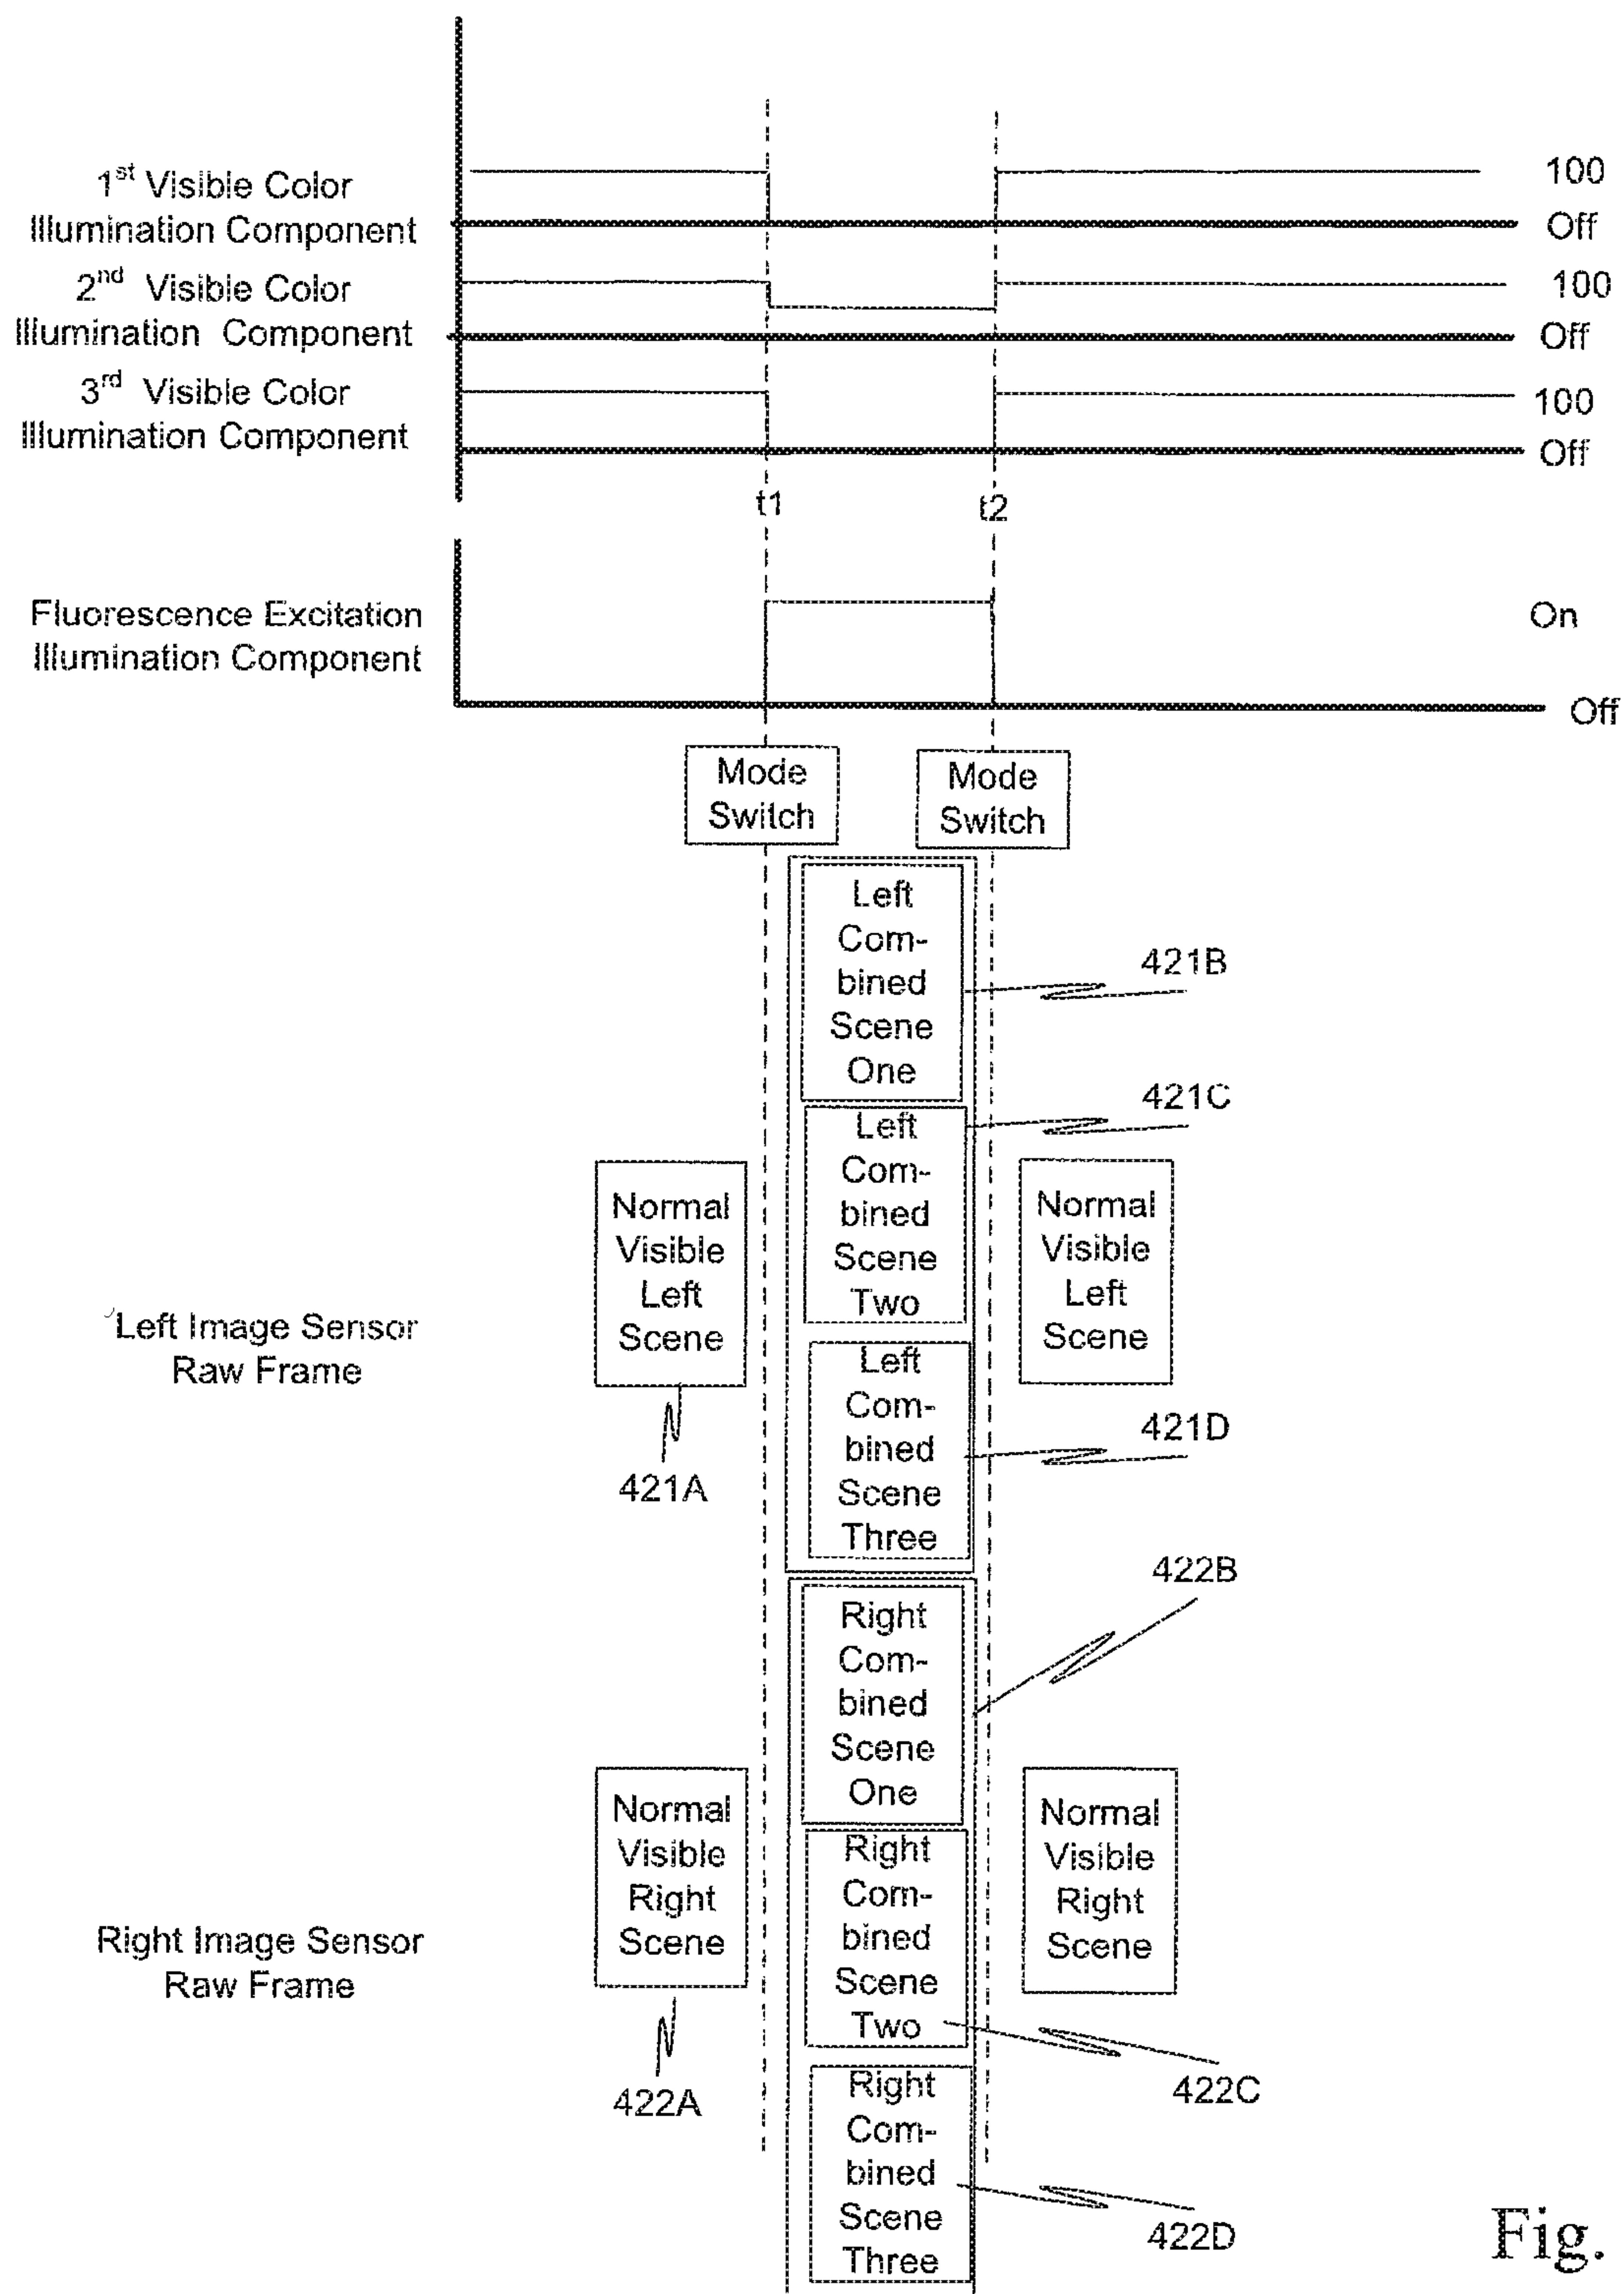 1st Visible Color
Illumination Component
100
Off
2nd Visible Color
Illumination Component
100
Off
3rd Visible Color
Illumination Component
100
Off
t1
t2
Fluorescence Excitation
Illumination Component
On
Off
Mode
Switch
Mode
Switch
Left
Com-
bined
Scene
One
421B
Left
Com-
bined
Scene
Two
421C
Left Image Sensor
Raw Frame
Normal
Visible
Left
Scene
421A
Normal
Visible
Left
Scene
Left
Com-
bined
Scene
Three
421D
Right
Com-
bined
Scene
One
422B
Right Image Sensor
Raw Frame
Normal
Visible
Right
Scene
422A
Right
Com-
bined
Scene
Two
422C
Normal
Visible
Right
Scene
Right
Com-
bined
Scene
Three
422D
Fig.